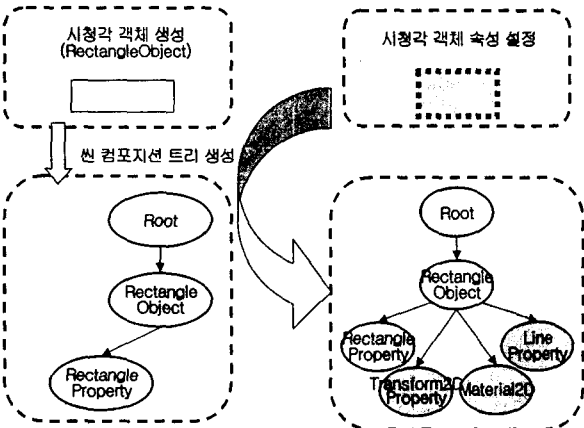 시청각 객체 생성
(RectangleObject)
시청각 객체 속성 설정
씬 컴포지션 트리 생성
Root
Rectangle
Object
Rectangle
Property
Root
Rectangle
Object
Rectangle
Property
Line
Property
Transform2D
Property
Material2D